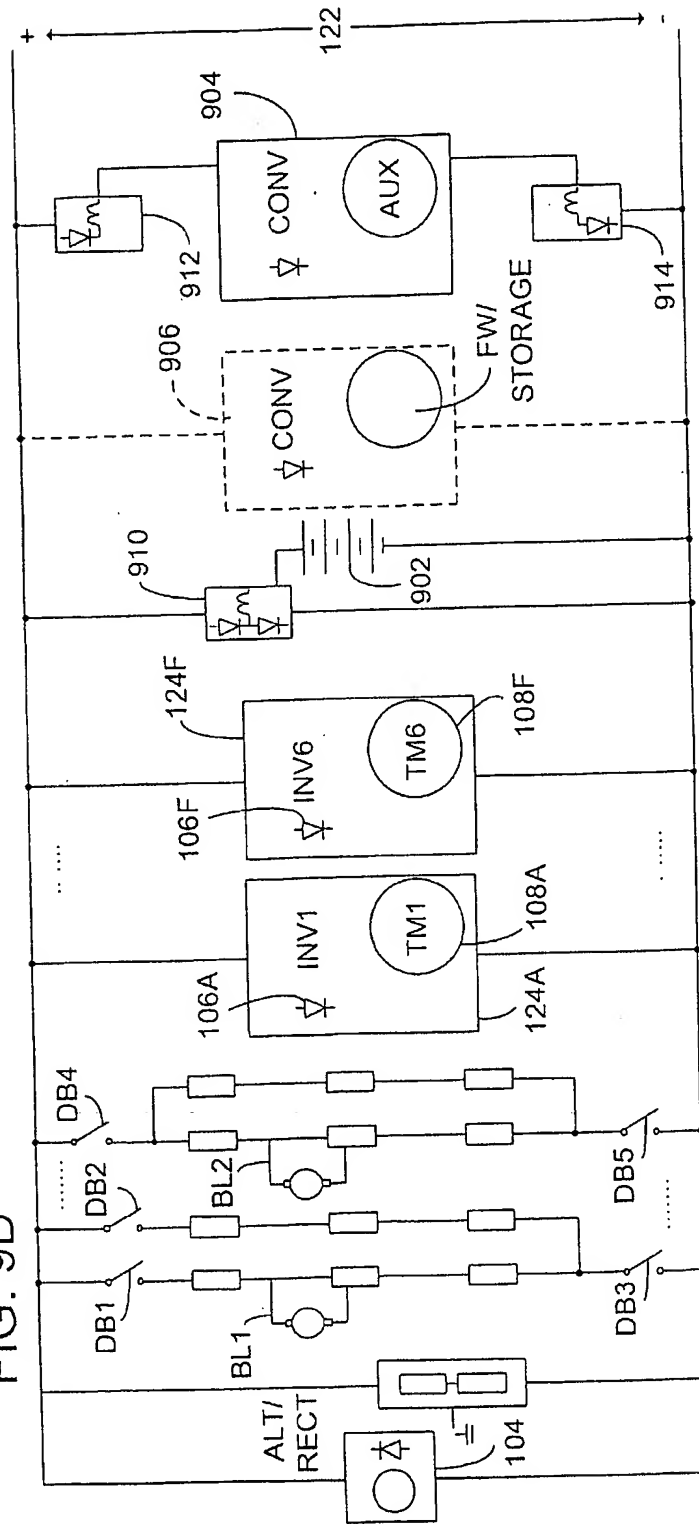 FIG. 9D
+
122
-
ALT/
RECT
104
DB1
DB2
DB4
BL1
BL2
DB3
DB5
106A
INV1
TM1
108A
124A
106F
INV6
TM6
108F
124F
910
902
906
CONV
FW/
STORAGE
912
904
CONV
AUX
914